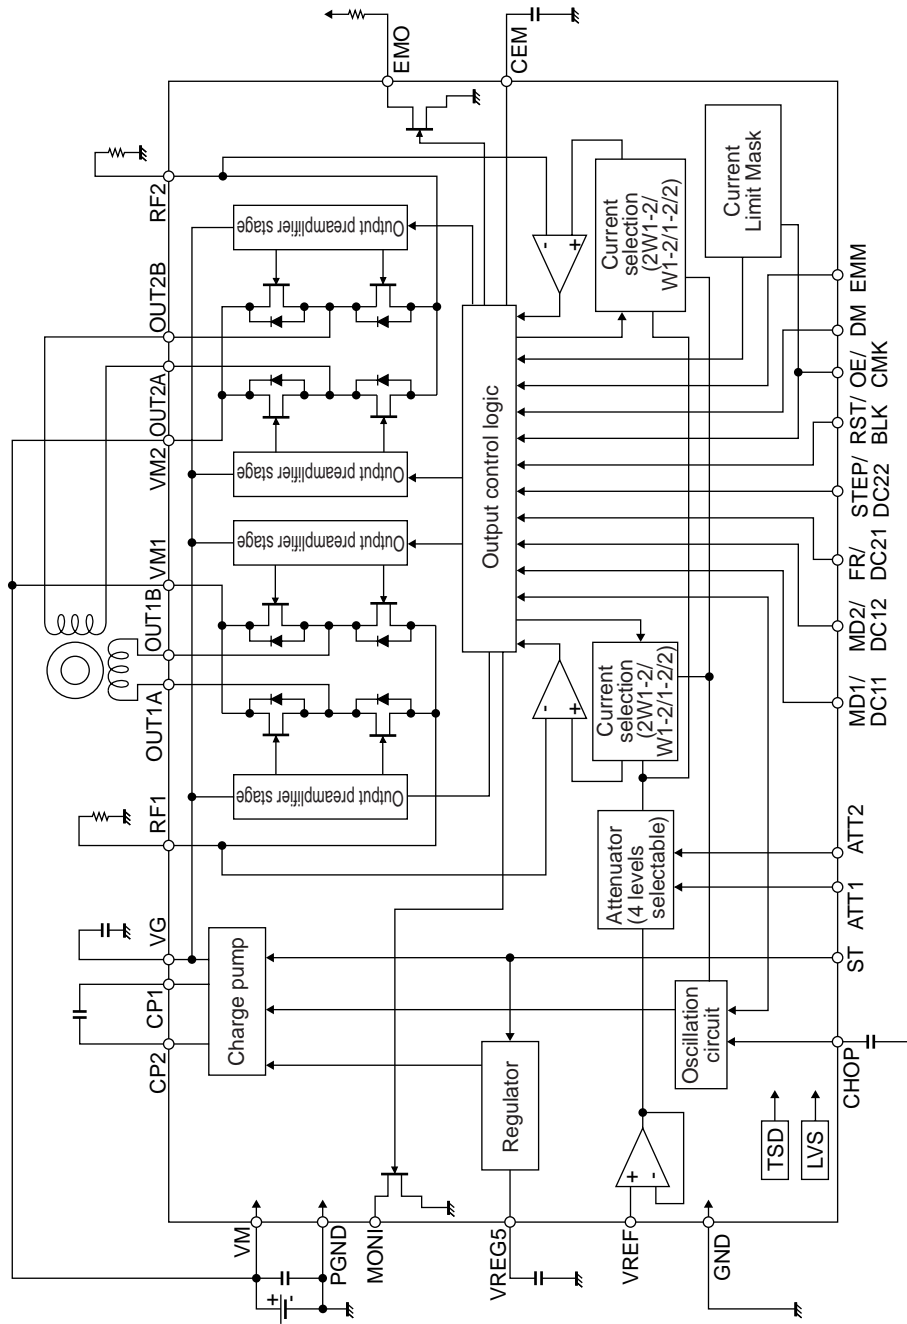 VM
PGND
MONI
VREG5
VREF
GND
CP2
CP1
VG
RF1
OUT1A
OUT1B
VM1
VM2
OUT2A
OUT2B
RF2
EMO
CEM
Charge pump
Regulator
TSD
LVS
Oscillation
circuit
Attenuator
(4 levels
selectable)
Output preamplifier stage
Output preamplifier stage
Output preamplifier stage
Output preamplifier stage
Output control logic
Current
selection
(2W1-2/
W1-2/1-2/2)
Current
selection
(2W1-2/
W1-2/1-2/2)
Current
Limit Mask
+
-
+
-
-
+
-
+
CHOP
ST
ATT1
ATT2
MD1/
DC11
MD2/
DC12
FR/
DC21
STEP/
DC22
RST/
BLK
OE/
CMK
DM
EMM